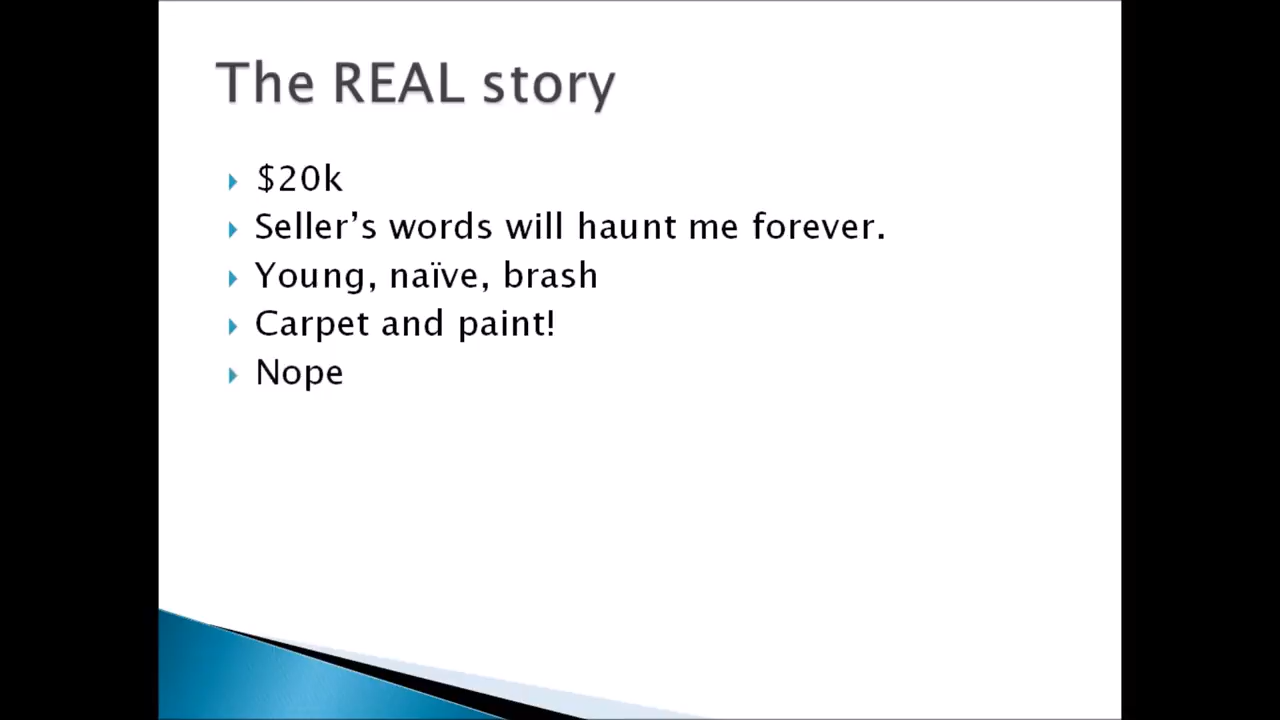 The REAL story
$20k
Seller’s words will haunt me forever.
Young, naïve, brash
Carpet and paint!
Nope